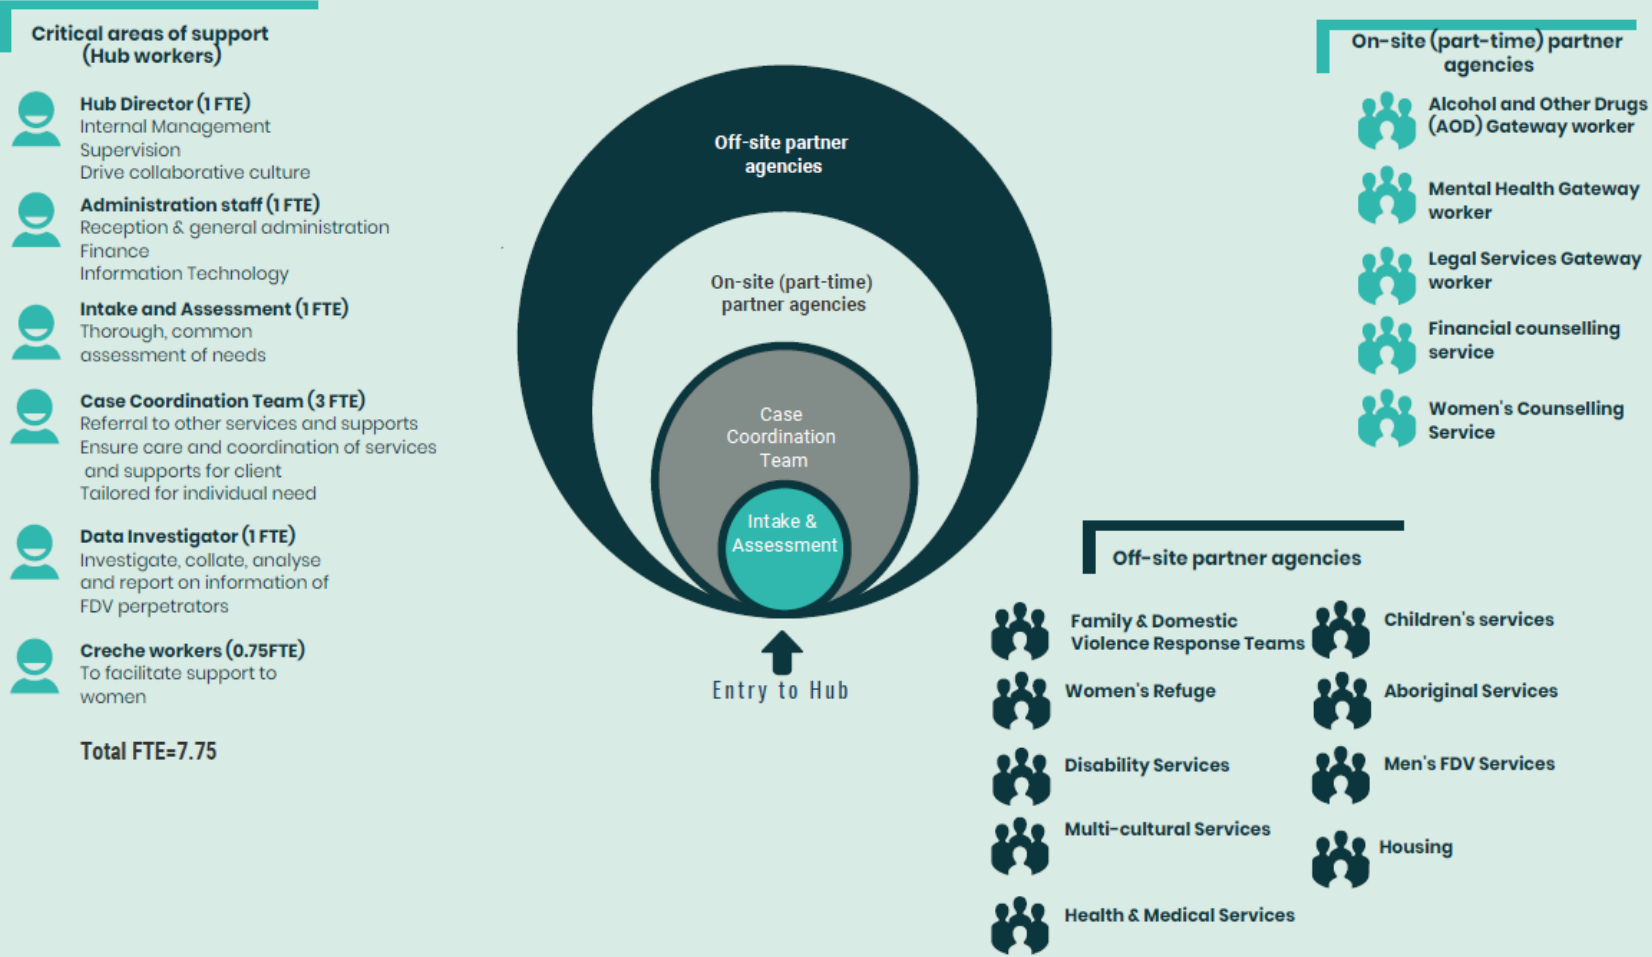 Critical areas of support
(Hub workers)
Hub Director (1 FTE)
Internal Management
Supervision
Drive collaborative culture
Administration staff (1 FTE)
Reception & general administration
Finance
Information Technology
Intake and Assessment (1 FTE)
Thorough, common
assessment of needs
Case Coordination Team (3 FTE)
Referral to other services and supports
Ensure care and coordination of services
and supports for client
Tailored for individual need
Data Investigator (1 FTE)
Investigate, collate, analyse
and report on information of
FDV perpetrators
Creche workers (0.75FTE)
To facilitate support to
women
Total FTE=7.75
Off-site partner
agencies
On-site (part-time)
partner agencies
Case
Coordination
Team
Intake &
Assessment
Entry to Hub
On-site (part-time) partner
agencies
Alcohol and Other Drugs
(AOD) Gateway worker
Mental Health Gateway
worker
Legal Services Gateway
worker
Financial counselling
service
Women's Counselling
Service
Off-site partner agencies
Family & Domestic
Violence Response Teams
Women's Refuge
Disability Services
Multi-cultural Services
Health & Medical Services
Children's services
Aboriginal Services
Men's FDV Services
Housing